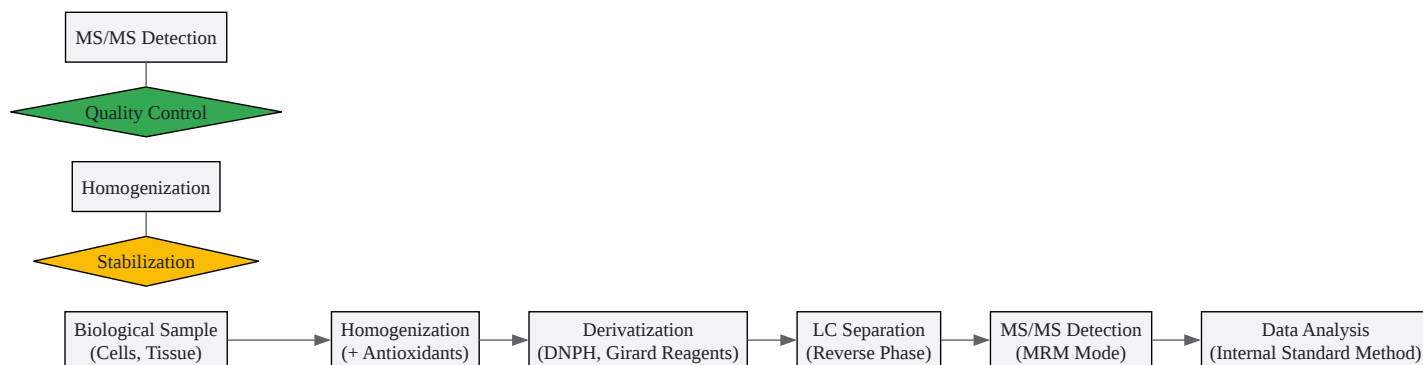 MS/MS Detection
Quality Control
Homogenization
Stabilization
Biological Sample
(Cells, Tissue)
Homogenization
(+ Antioxidants)
Derivatization
(DNPH, Girard Reagents)
LC Separation
(Reverse Phase)
MS/MS Detection
(MRM Mode)
Data Analysis
(Internal Standard Method)